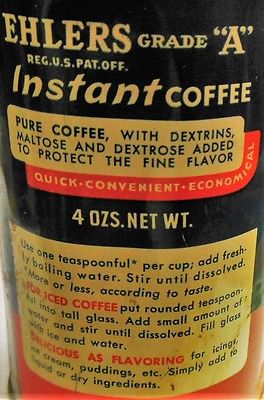 EHLERS GRADE "A"
REG.U.S.PAT.OFF.
Instant COFFEE
PURE COFFEE, WITH DEXTRINS,
MALTOSE AND DEXTROSE ADDED
TO PROTECT THE FINE FLAVOR
QUICK·CONVENIENT·ECONOMICAL
4 OZS. NET WT.
Use one teaspoonful* per cup; add fresh-
ly boiling water. Stir until dissolved.
*More or less, according to taste.
FOR ICED COFFEE put rounded teaspoon-
ful into tall glass. Add small amount of
water and stir until dissolved. Fill glass
with ice and water.
DELICIOUS AS FLAVORING for icings,
ice cream, puddings, etc. Simply add to
liquid or dry ingredients.